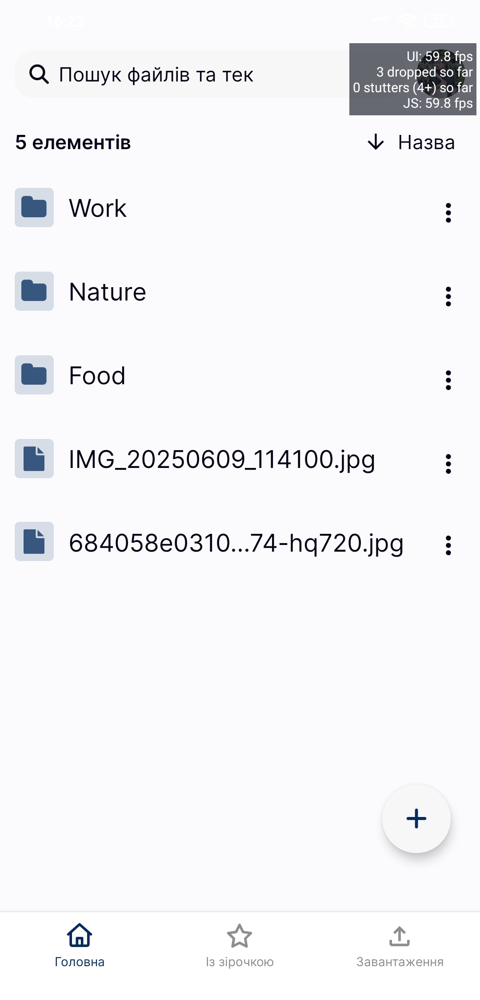 16:22
25
Пошук файлів та тек
UI: 59.8 fps
3 dropped so far
0 stutters (4+) so far
JS: 59.8 fps
5 елементів
Назва
Work
Nature
Food
IMG_20250609_114100.jpg
684058e0310...74-hq720.jpg
Головна
Із зірочкою
Завантаження